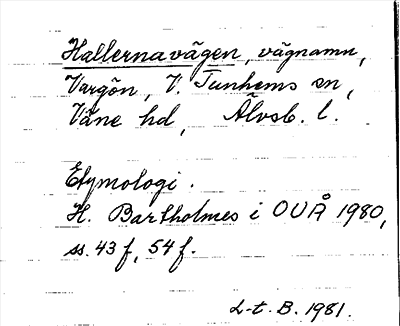 Hallernavägen, vägnamn,
Vargön, V. Tunhems sn,
Väne hd, Älvsb. l.
Etymologi.
H. Bartholmes i OUÅ 1980,
ss. 43 f, 54 f.
L-t. B. 1981.